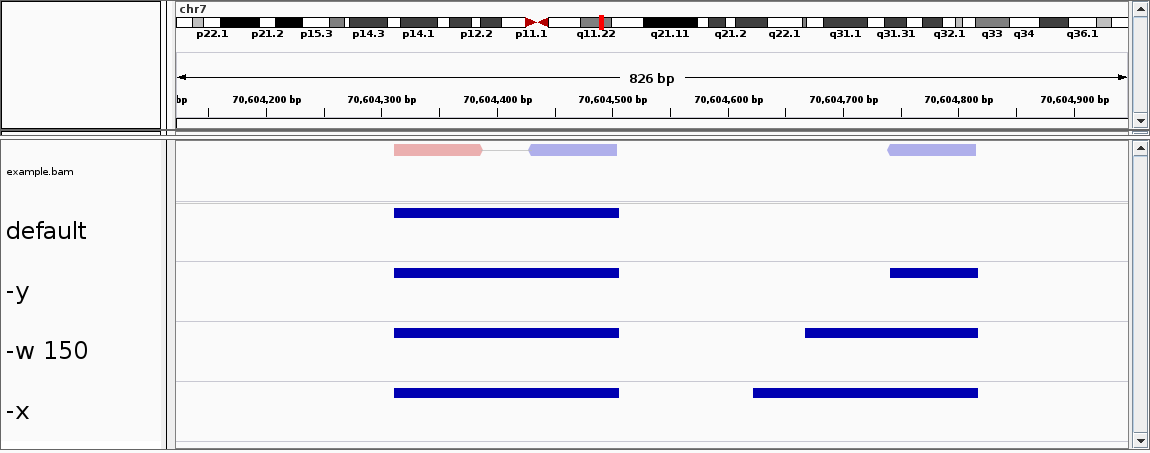 chr7
p22.1 p21.2 p15.3 p14.3 p14.1 p12.2 p11.1 q11.22 q21.11 q21.2 q22.1 q31.1 q31.31 q32.1 q33 q34 q36.1
826 bp
bp 70,604,200 bp 70,604,300 bp 70,604,400 bp 70,604,500 bp 70,604,600 bp 70,604,700 bp 70,604,800 bp 70,604,900 bp
example.bam
default
-y
-w 150
-x